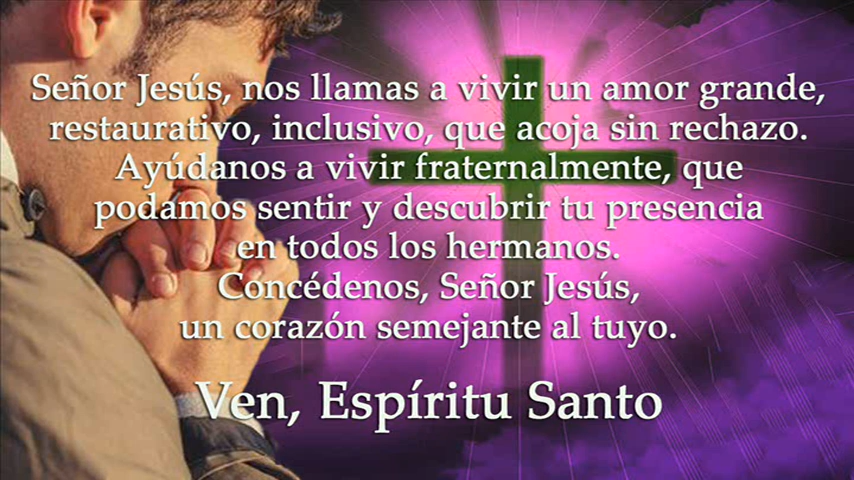 Señor Jesús, nos llamas a vivir un amor grande,
restaurativo, inclusivo, que acoja sin rechazo.
Ayúdanos a vivir fraternalmente, que
podamos sentir y descubrir tu presencia
en todos los hermanos.
Concédenos, Señor Jesús,
un corazón semejante al tuyo.
Ven, Espíritu Santo